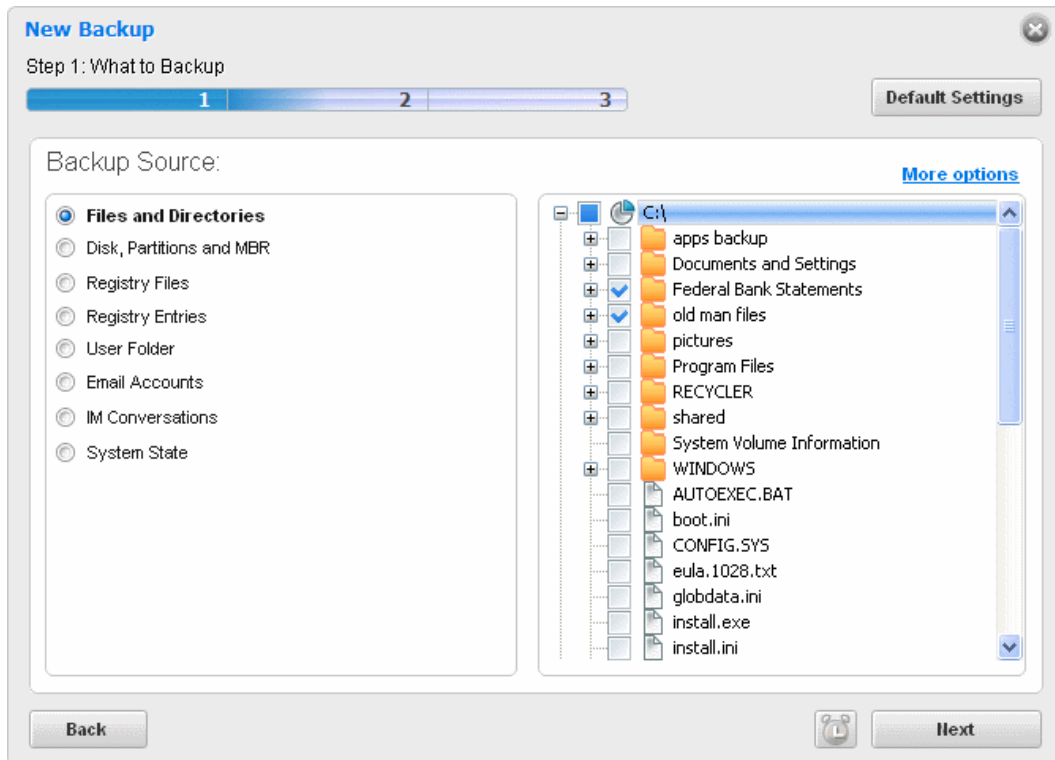 New Backup
Step 1: What to Backup
1 2 3
Default Settings
Backup Source:
More options
Files and Directories
Disk, Partitions and MBR
Registry Files
Registry Entries
User Folder
Email Accounts
IM Conversations
System State
C:\
apps backup
Documents and Settings
Federal Bank Statements
old man files
pictures
Program Files
RECYCLER
shared
System Volume Information
WINDOWS
AUTOEXEC.BAT
boot.ini
CONFIG.SYS
eula.1028.txt
globdata.ini
install.exe
install.ini
Back
Next